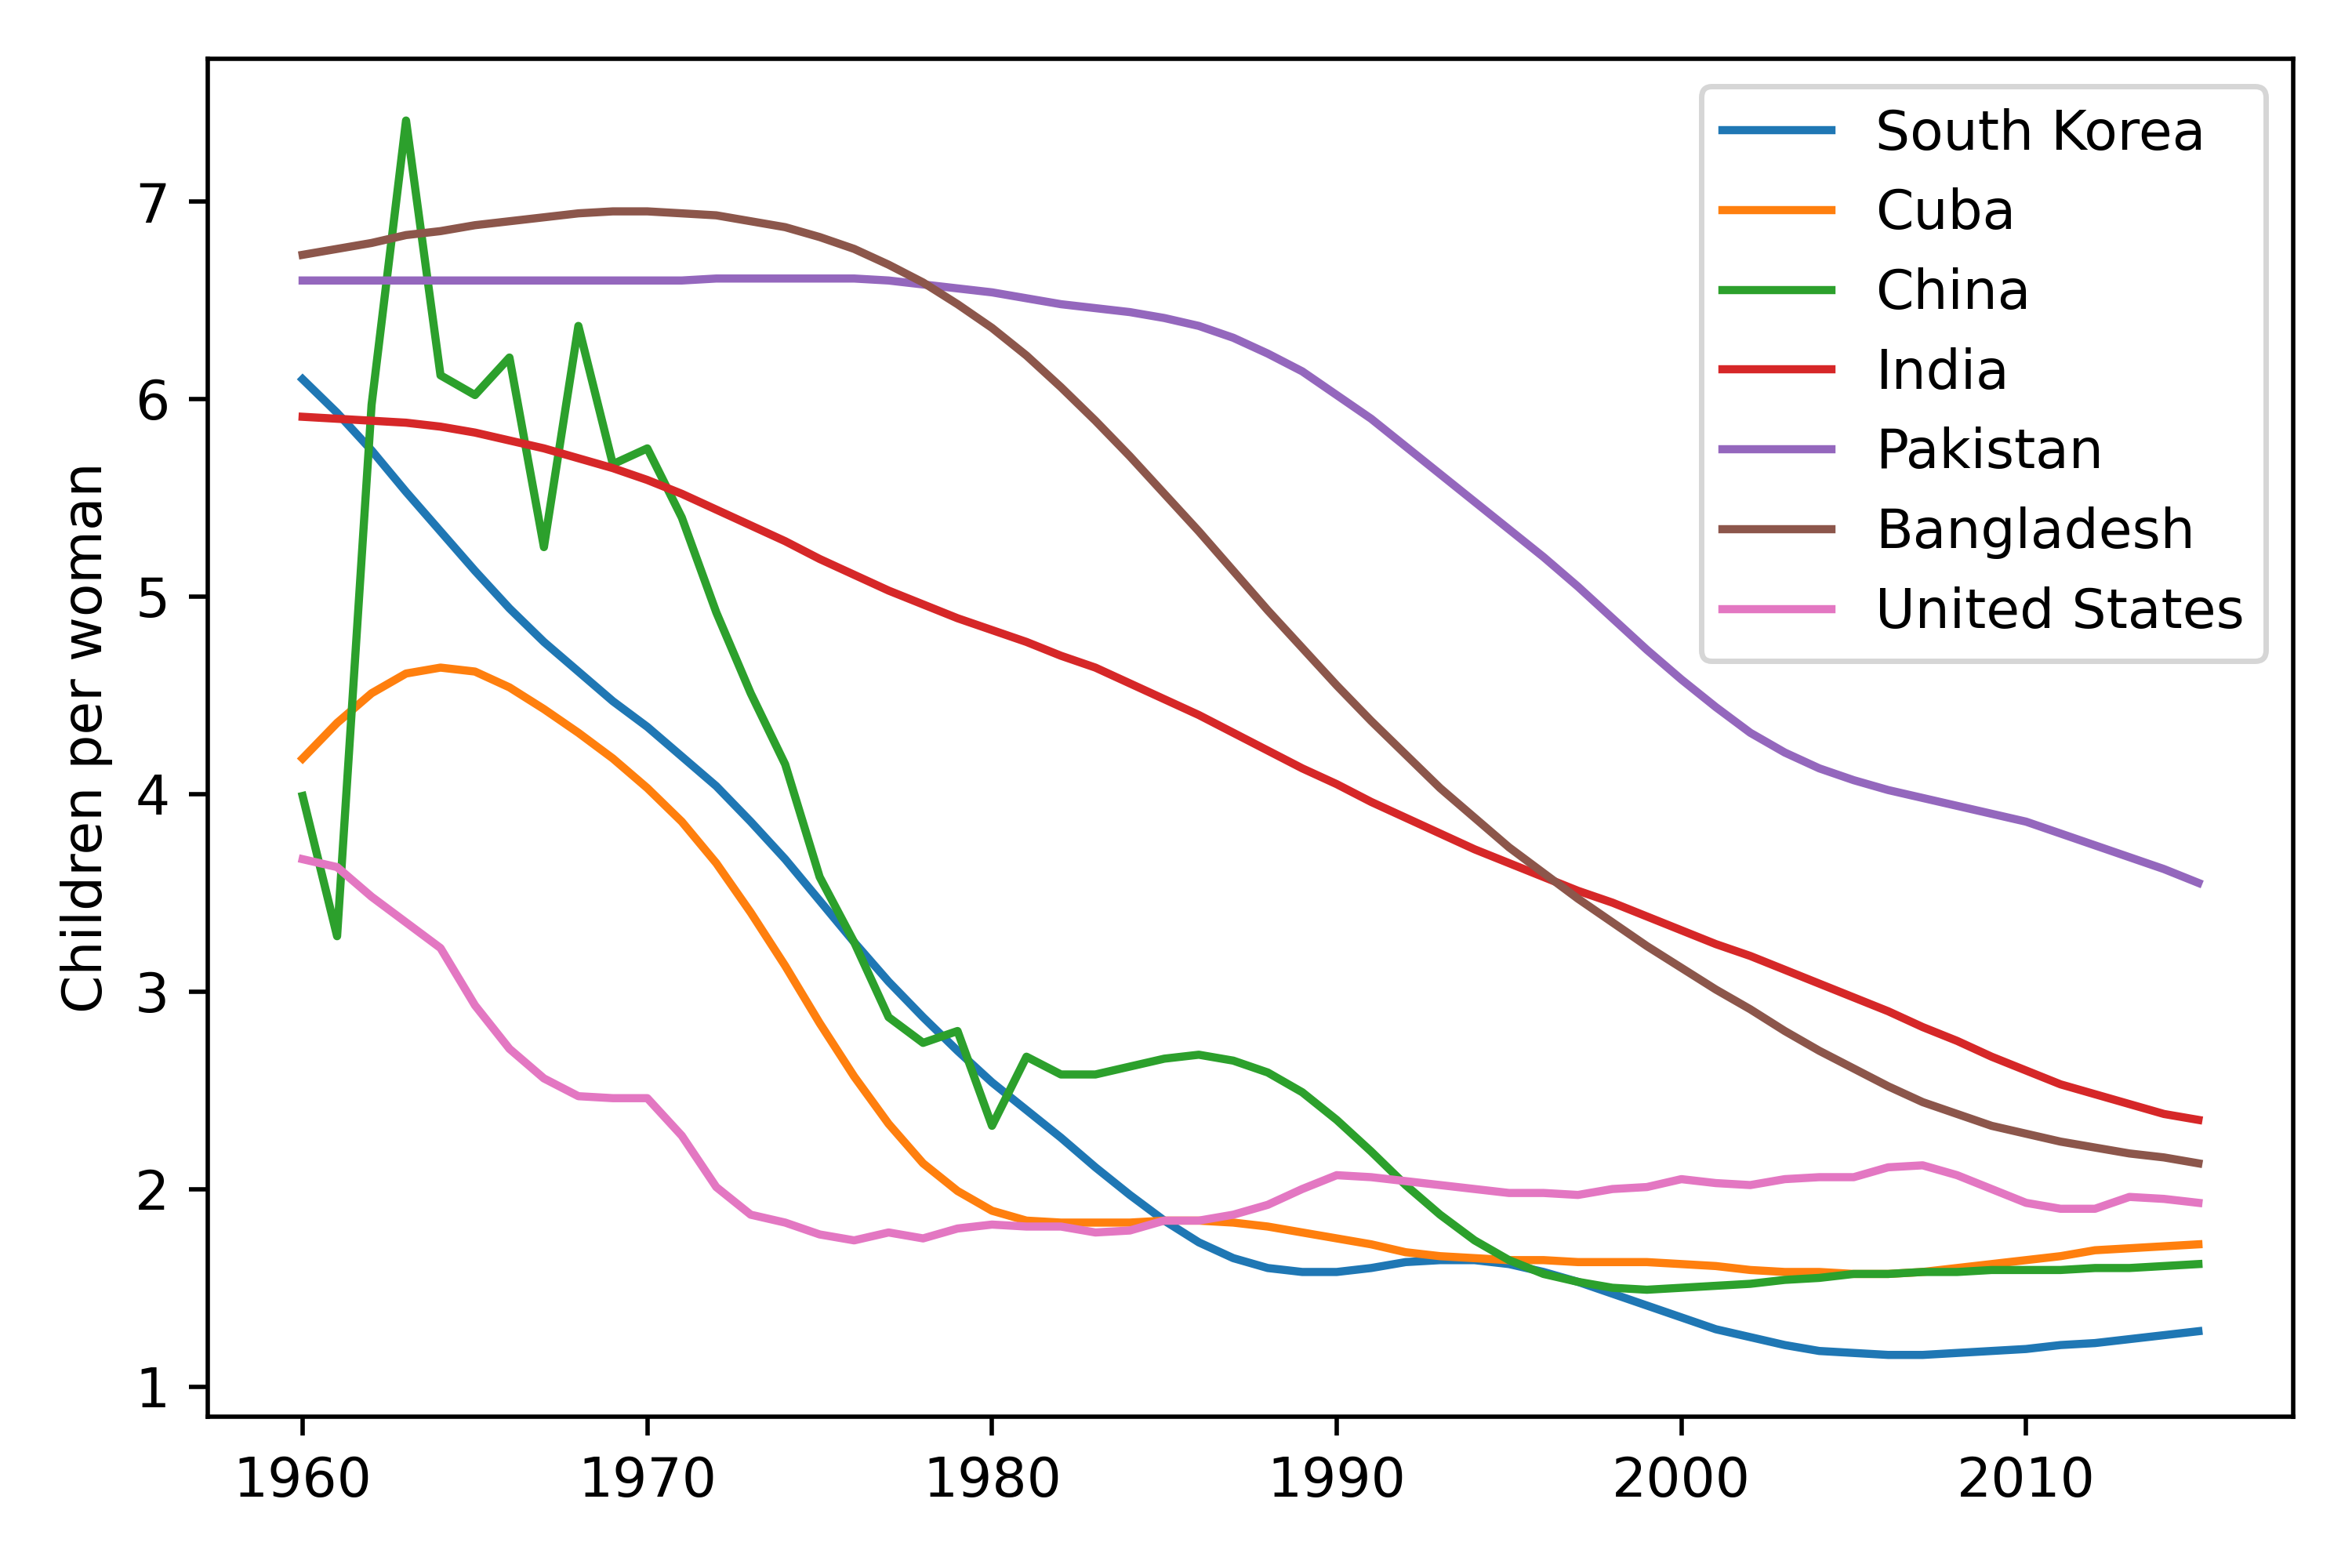 Children per woman
7
6
5
4
3
2
1
1960 1970 1980 1990 2000 2010
South Korea
Cuba
China
India
Pakistan
Bangladesh
United States